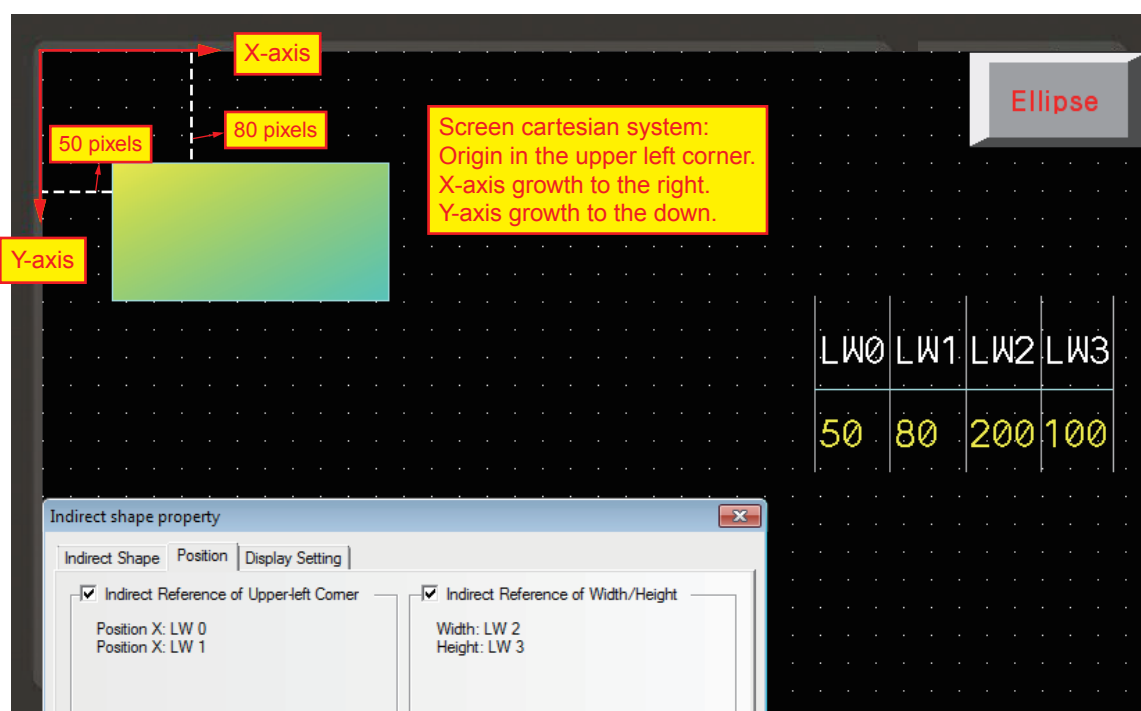 X-axis
Ellipse
80 pixels
50 pixels
Screen cartesian system:
Origin in the upper left corner.
X-axis growth to the right.
Y-axis growth to the down.
Y-axis
LW0 LW1 LW2 LW3
50 80 200 100
Indirect shape property
Indirect Shape Position Display Setting
Indirect Reference of Upper-left Corner
Position X: LW 0
Position X: LW 1
Indirect Reference of Width/Height
Width: LW 2
Height: LW 3